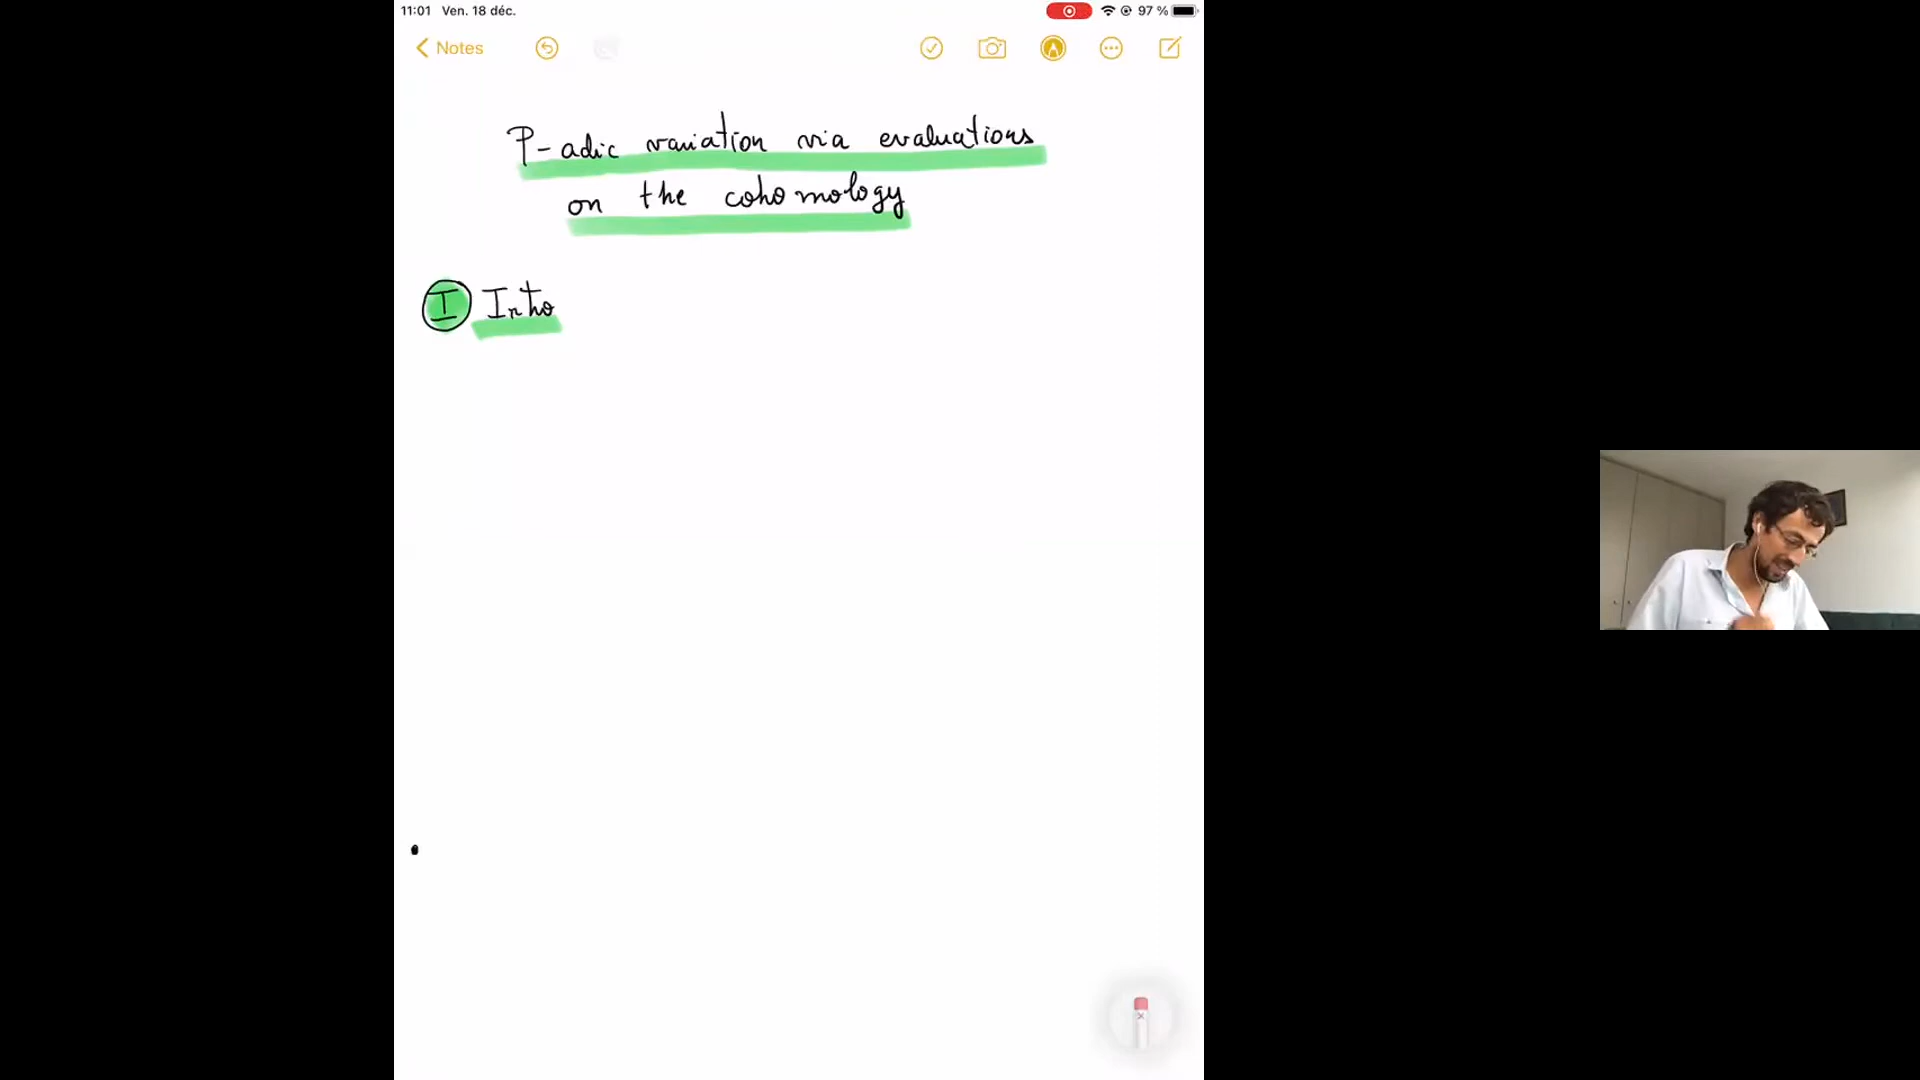 11:01 Ven. 18 déc. 97 %
Notes
P-adic variation via evaluations
on the cohomology
I Intro